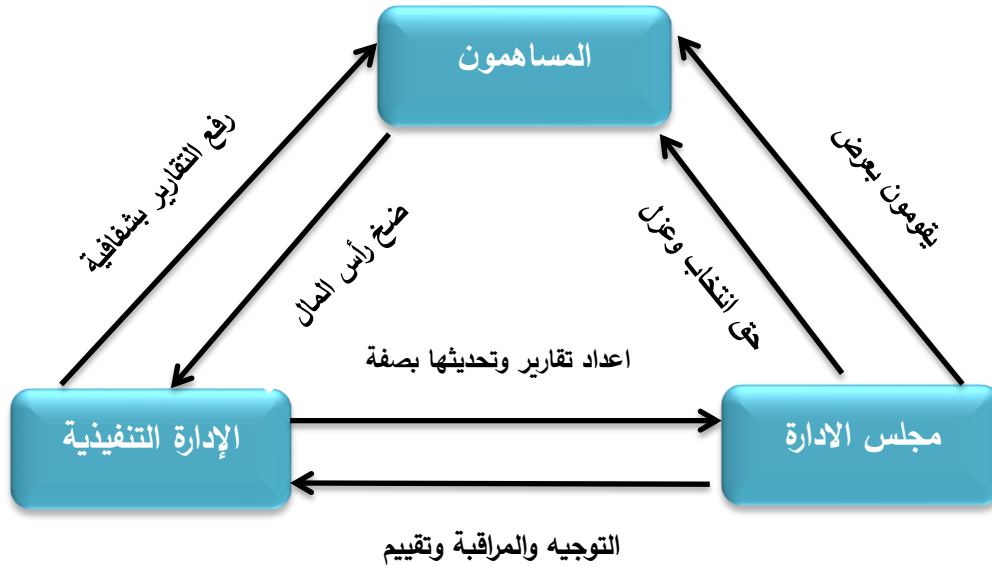 المساهمون
رفع التقارير بشفافية
ضخ رأس المال
حق انتخاب وعزل
يقومون بعرض
اعداد تقارير وتحديثها بصفة
مجلس الادارة
الإدارة التنفيذية
التوجيه والمراقبة وتقييم